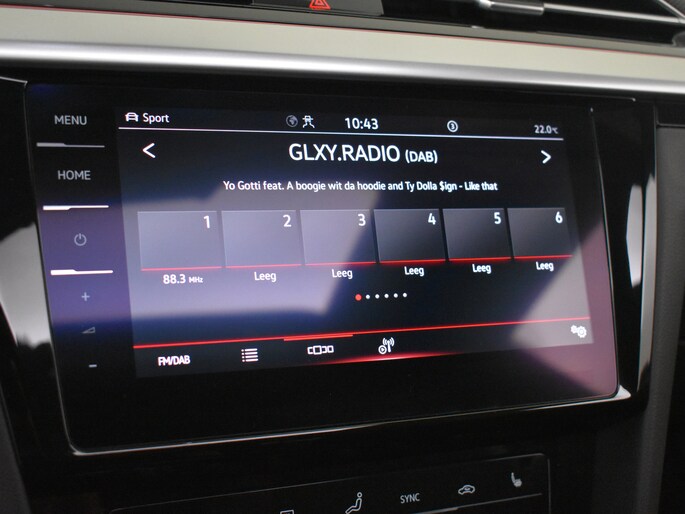 MENU
HOME
+
-
Sport
10:43
3
22.0°C
< GLXY.RADIO (DAB) >
Yo Gotti feat. A boogie wit da hoodie and Ty Dolla $ign - Like that
1 2 3 4 5 6
88.3 MHz Leeg Leeg Leeg Leeg Leeg
FM/DAB
SYNC